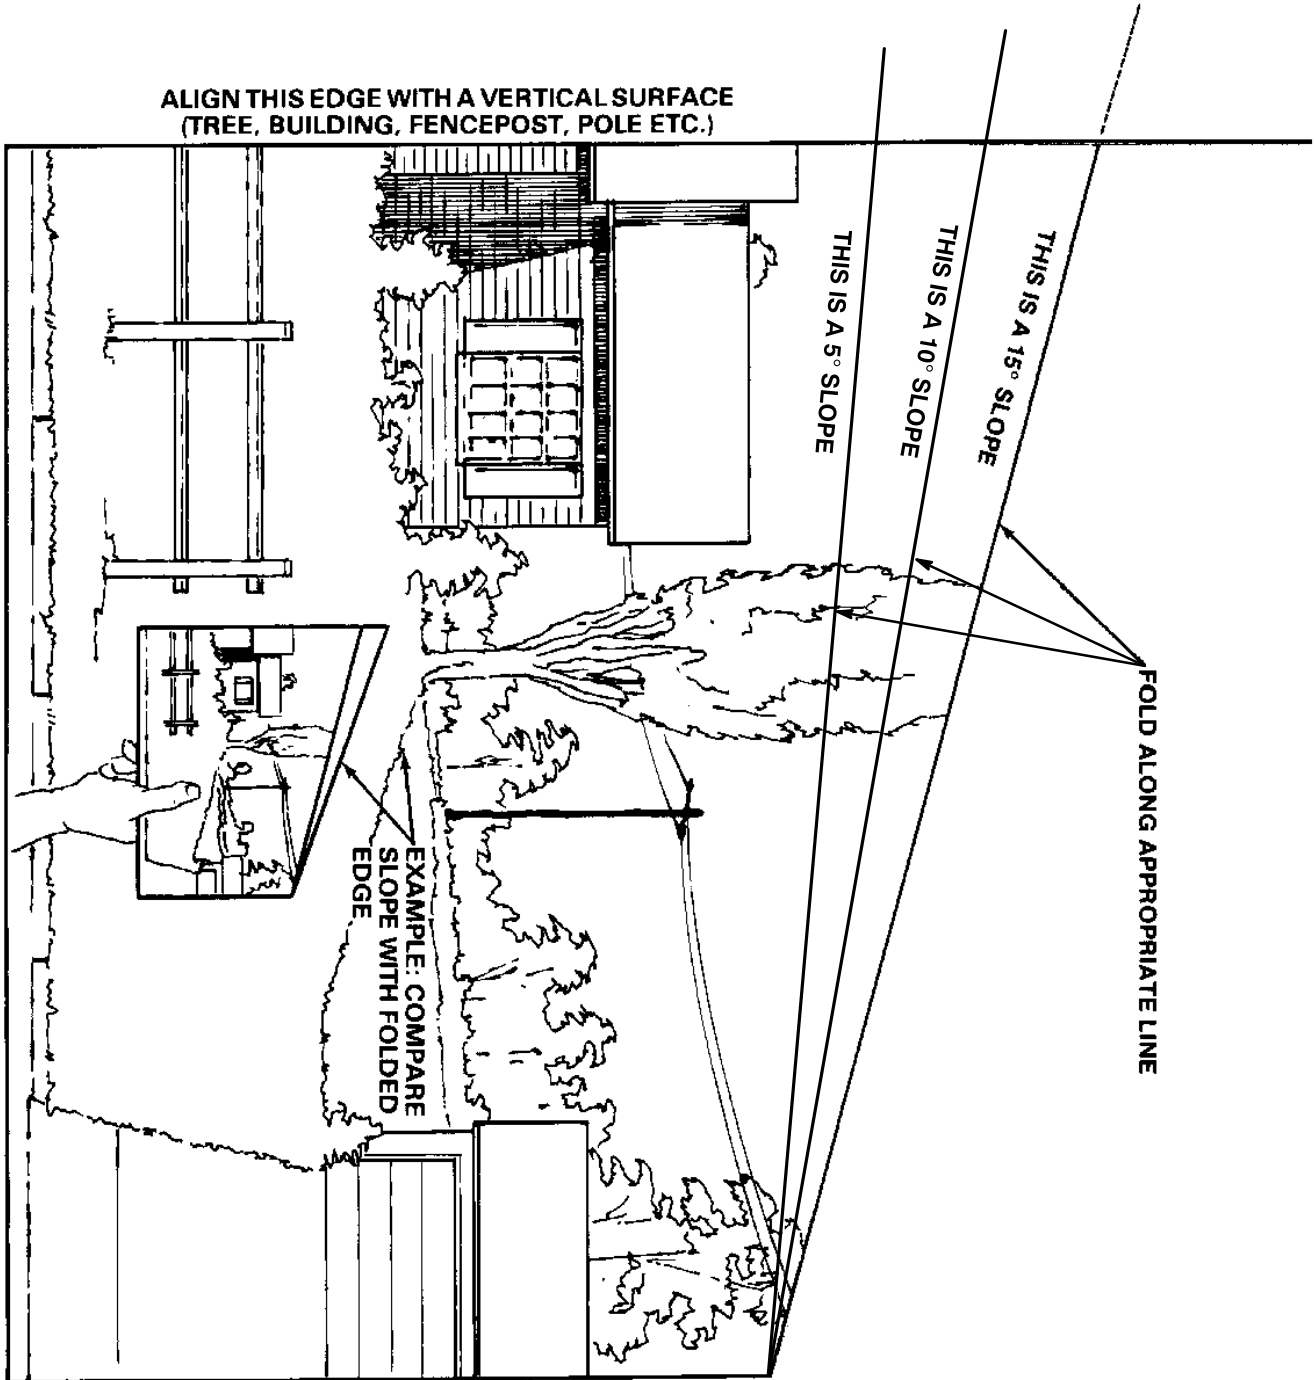 ALIGN THIS EDGE WITH A VERTICAL SURFACE
(TREE, BUILDING, FENCEPOST, POLE ETC.)
THIS IS A 5° SLOPE
THIS IS A 10° SLOPE
THIS IS A 15° SLOPE
FOLD ALONG APPROPRIATE LINE
EXAMPLE: COMPARE
SLOPE WITH FOLDED
EDGE